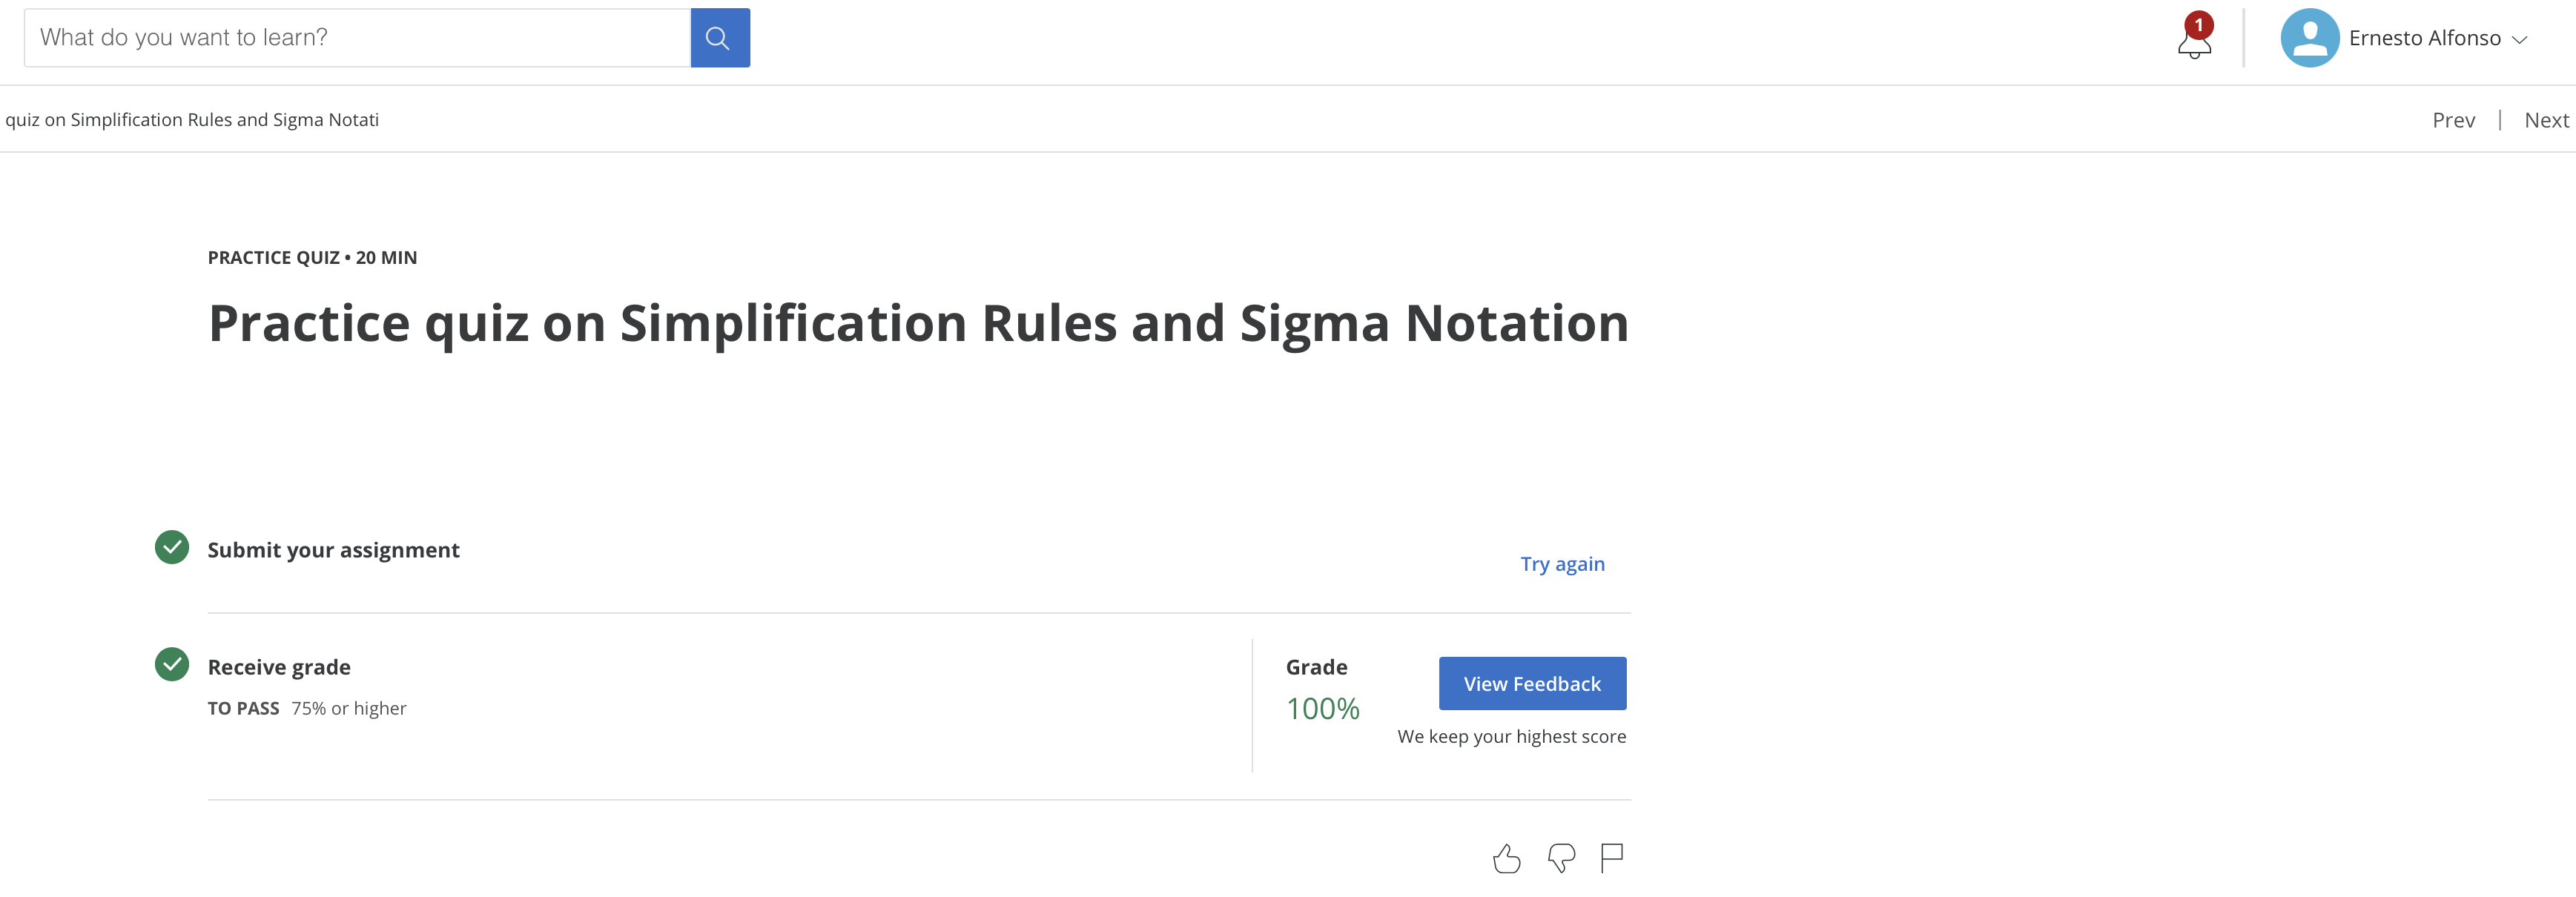 What do you want to learn?
1
Ernesto Alfonso
quiz on Simplification Rules and Sigma Notati
Prev | Next
PRACTICE QUIZ • 20 MIN
Practice quiz on Simplification Rules and Sigma Notation
Submit your assignment
Try again
Receive grade
TO PASS 75% or higher
Grade
100%
View Feedback
We keep your highest score